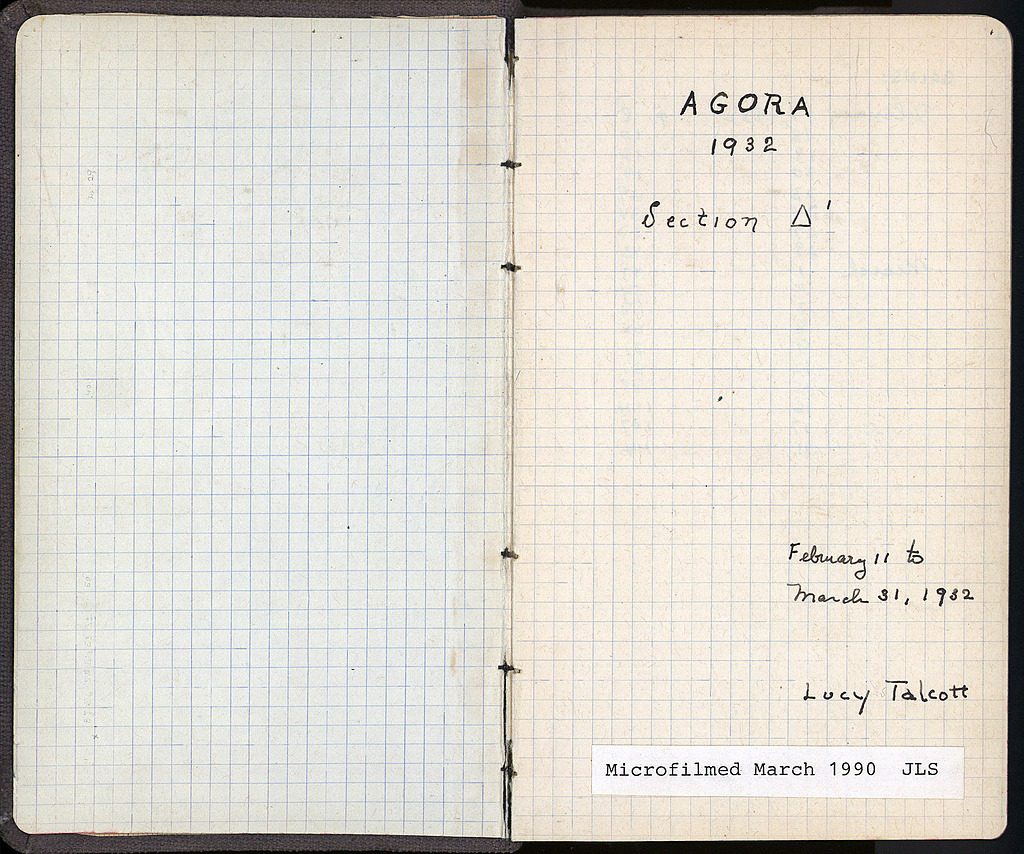 AGORA
1932
Section Δ'
February 11 to
March 31, 1932
Lucy Talcott
Microfilmed March 1990 JLS